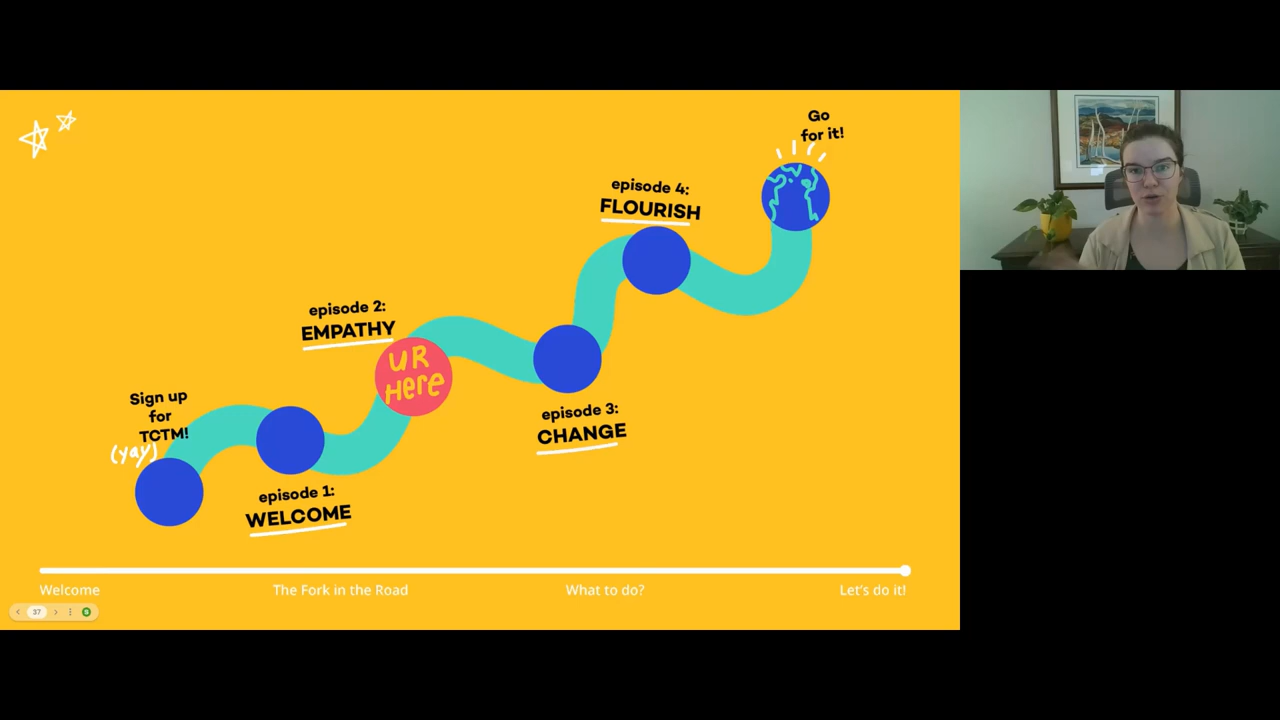 Go
for it!
episode 4:
FLOURISH
episode 2:
EMPATHY
UR
Here
Sign up
for
TCTM!
(yay)
episode 3:
CHANGE
episode 1:
WELCOME
Welcome
The Fork in the Road
What to do?
Let's do it!
37